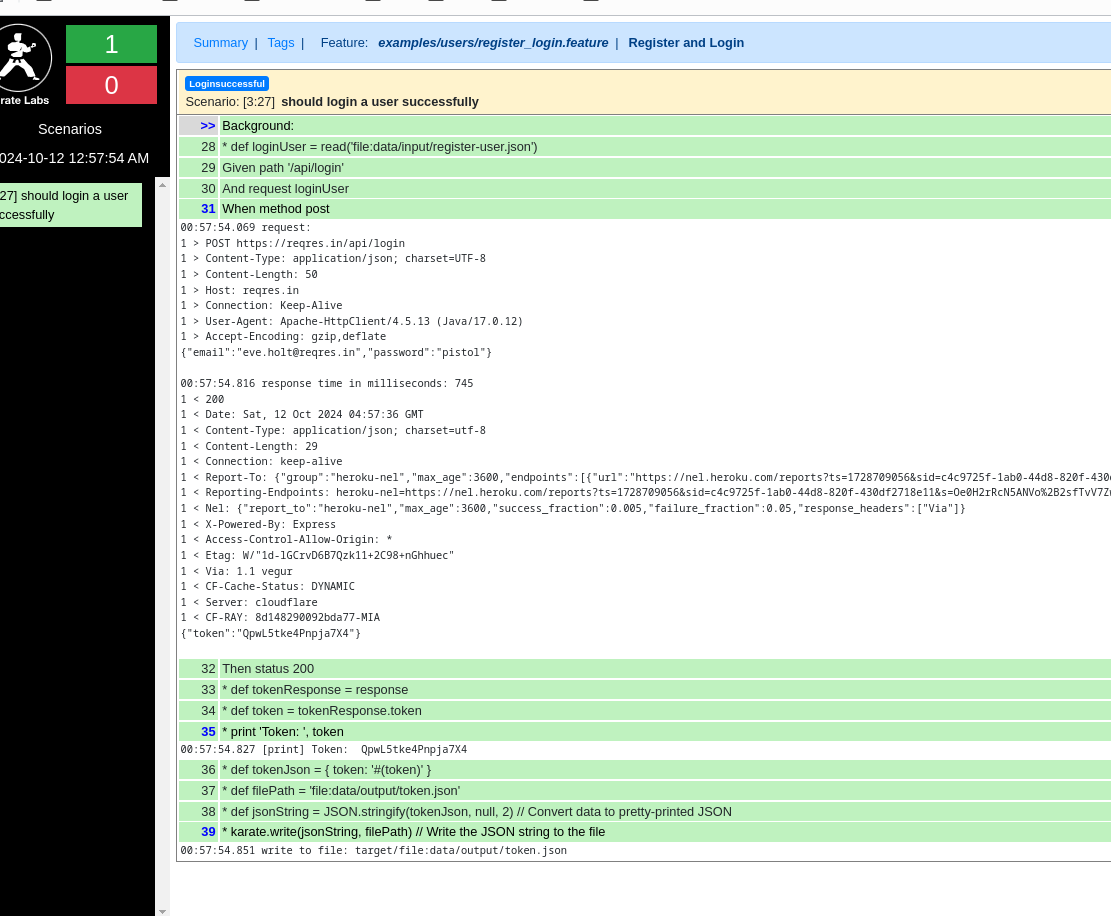 1
0
rate Labs
Scenarios
024-10-12 12:57:54 AM
27] should login a user
ccessfully
Summary | Tags | Feature: examples/users/register_login.feature | Register and Login
Loginsuccessful
Scenario: [3:27] should login a user successfully
>> Background:
28 * def loginUser = read('file:data/input/register-user.json')
29 Given path '/api/login'
30 And request loginUser
31 When method post
00:57:54.069 request:
1 > POST https://reqres.in/api/login
1 > Content-Type: application/json; charset=UTF-8
1 > Content-Length: 50
1 > Host: reqres.in
1 > Connection: Keep-Alive
1 > User-Agent: Apache-HttpClient/4.5.13 (Java/17.0.12)
1 > Accept-Encoding: gzip,deflate
{"email":"eve.holt@reqres.in","password":"pistol"}
00:57:54.816 response time in milliseconds: 745
1 < 200
1 < Date: Sat, 12 Oct 2024 04:57:36 GMT
1 < Content-Type: application/json; charset=utf-8
1 < Content-Length: 29
1 < Connection: keep-alive
1 < Report-To: {"group":"heroku-nel","max_age":3600,"endpoints":[{"url":"https://nel.heroku.com/reports?ts=1728709056&sid=c4c9725f-1ab0-44d8-820f-430
1 < Reporting-Endpoints: heroku-nel=https://nel.heroku.com/reports?ts=1728709056&sid=c4c9725f-1ab0-44d8-820f-430df2718e11&s=Oe0H2rRcN5ANVo%2B2sfTvV7Z
1 < Nel: {"report_to":"heroku-nel","max_age":3600,"success_fraction":0.005,"failure_fraction":0.05,"response_headers":["Via"]}
1 < X-Powered-By: Express
1 < Access-Control-Allow-Origin: *
1 < Etag: W/"1d-lGCrvD6B7Qzk11+2C98+nGhhuec"
1 < Via: 1.1 vegur
1 < CF-Cache-Status: DYNAMIC
1 < Server: cloudflare
1 < CF-RAY: 8d148290092bda77-MIA
{"token":"QpwL5tke4Pnpja7X4"}
32 Then status 200
33 * def tokenResponse = response
34 * def token = tokenResponse.token
35 * print 'Token: ', token
00:57:54.827 [print] Token:  QpwL5tke4Pnpja7X4
36 * def tokenJson = { token: '#(token)' }
37 * def filePath = 'file:data/output/token.json'
38 * def jsonString = JSON.stringify(tokenJson, null, 2) // Convert data to pretty-printed JSON
39 * karate.write(jsonString, filePath) // Write the JSON string to the file
00:57:54.851 write to file: target/file:data/output/token.json